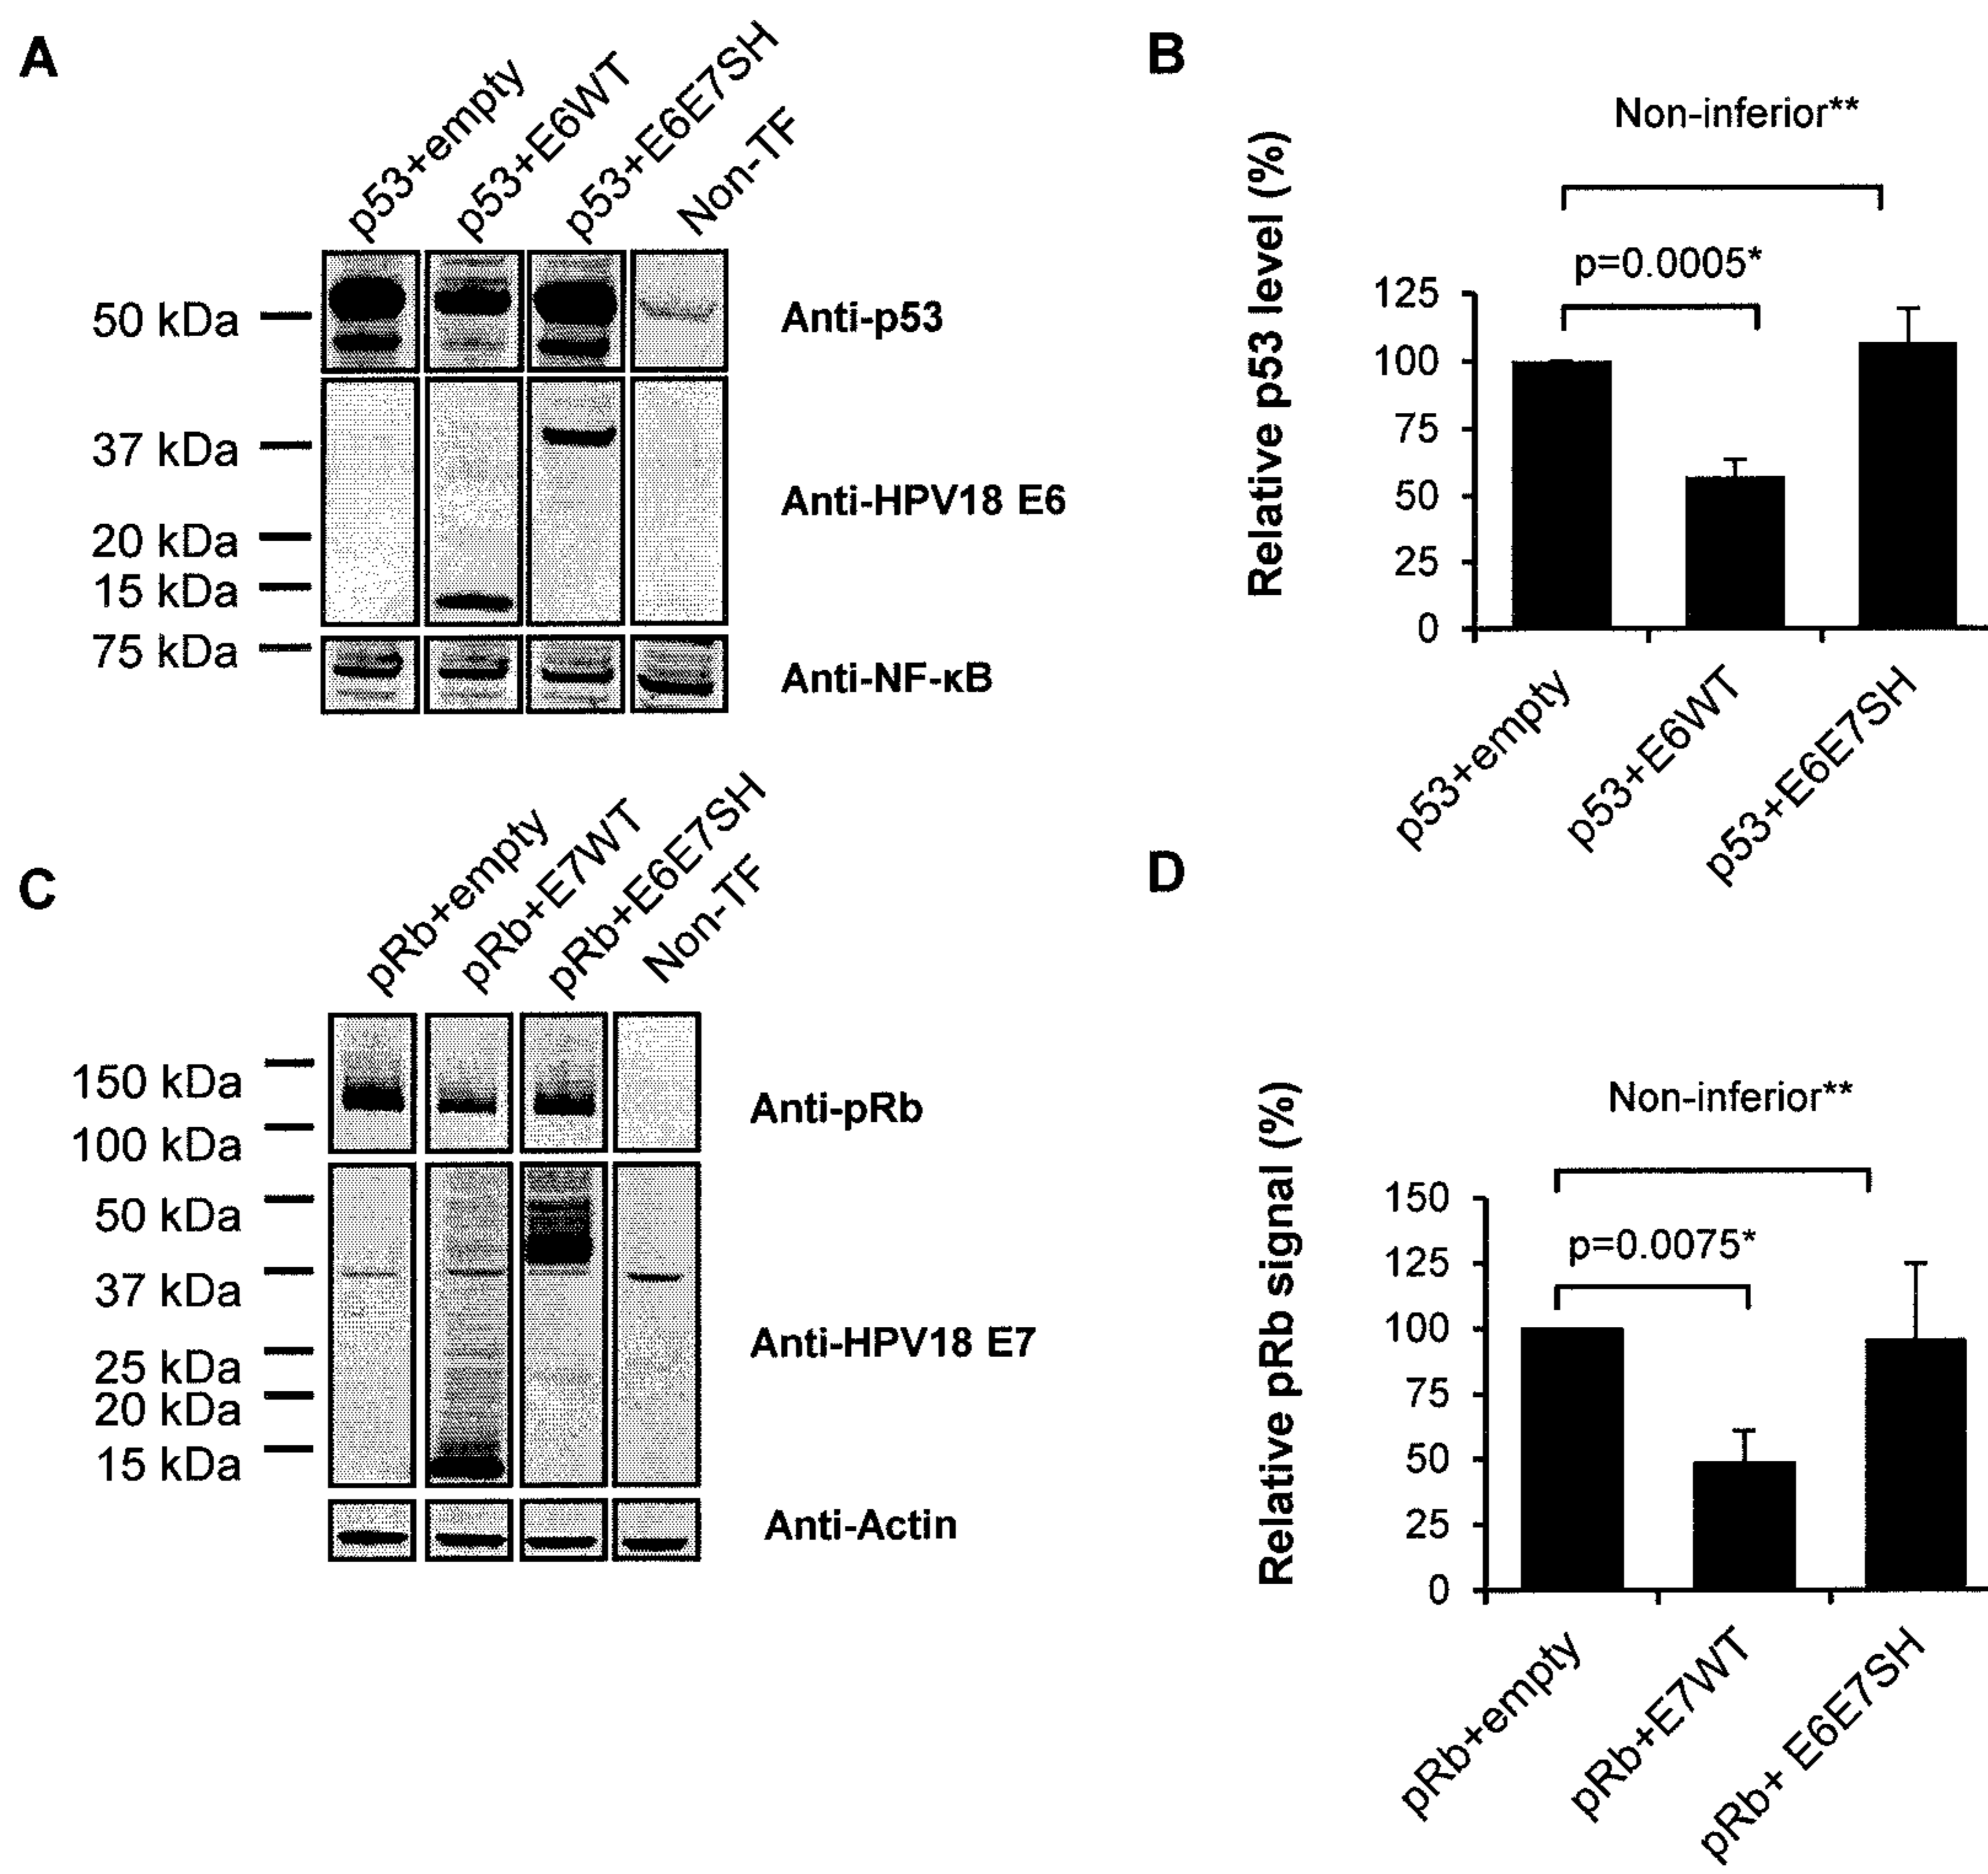 A
p53+empty
p53+E6WT
p53+E6E7SH
Non-TF
50 kDa
Anti-p53
37 kDa
Anti-HPV18 E6
20 kDa
15 kDa
75 kDa
Anti-NF-κB
B
Non-inferior**
p=0.0005*
Relative p53 level (%)
125
100
75
50
25
0
p53+empty
p53+E6WT
p53+E6E7SH
C
pRb+empty
pRb+E7WT
pRb+E6E7SH
Non-TF
150 kDa
Anti-pRb
100 kDa
50 kDa
37 kDa
Anti-HPV18 E7
25 kDa
20 kDa
15 kDa
Anti-Actin
D
Non-inferior**
p=0.0075*
Relative pRb signal (%)
150
125
100
75
50
25
0
pRb+empty
pRb+E7WT
pRb+ E6E7SH